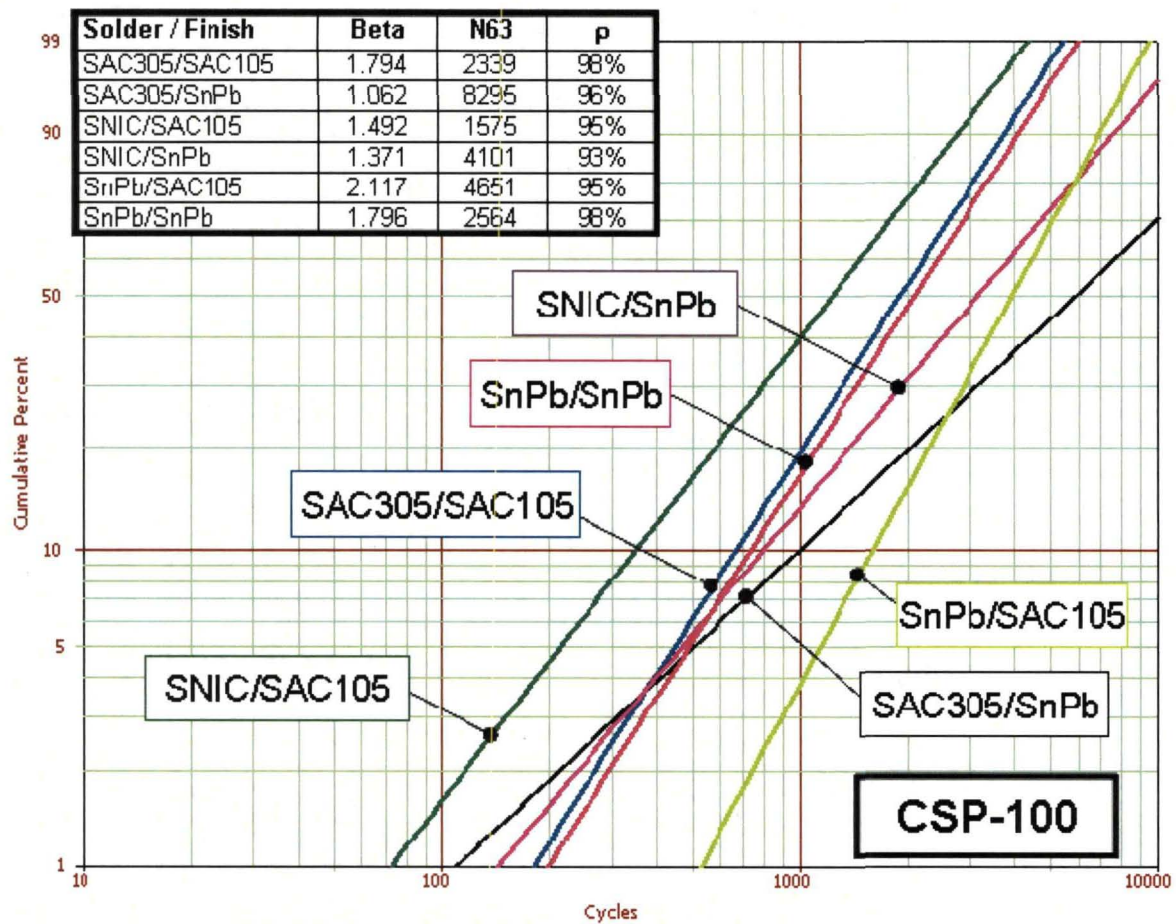 Solder / Finish Beta N63 ρ
SAC305/SAC105 1.794 2339 98%
SAC305/SnPb 1.062 8295 96%
SNIC/SAC105 1.492 1575 95%
SNIC/SnPb 1.371 4101 93%
SnPb/SAC105 2.117 4651 95%
SnPb/SnPb 1.796 2564 98%
99
90
50
10
5
1
Cumulative Percent
SNIC/SnPb
SnPb/SnPb
SAC305/SAC105
SnPb/SAC105
SNIC/SAC105
SAC305/SnPb
CSP-100
10 100 1000 10000
Cycles